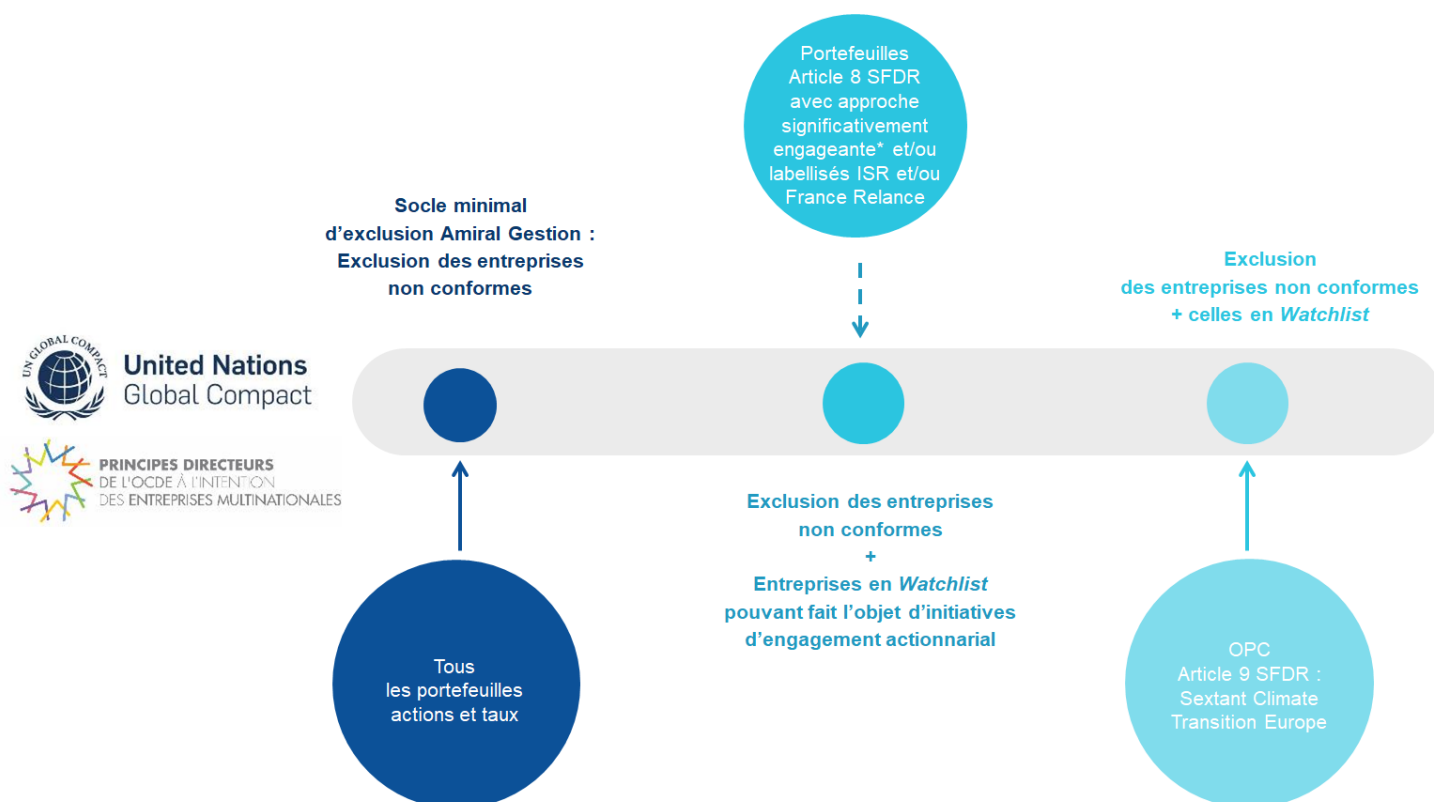 Portefeuilles
Article 8 SFDR
avec approche
significativement
engageante* et/ou
labellisés ISR et/ou
France Relance
Socle minimal
d'exclusion Amiral Gestion :
Exclusion des entreprises
non conformes
Exclusion
des entreprises non conformes
+ celles en Watchlist
UN GLOBAL COMPACT
United Nations
Global Compact
PRINCIPES DIRECTEURS
DE L'OCDE À L'INTENTION
DES ENTREPRISES MULTINATIONALES
Exclusion des entreprises
non conformes
+
Entreprises en Watchlist
pouvant fait l'objet d'initiatives
d'engagement actionnarial
Tous
les portefeuilles
actions et taux
OPC
Article 9 SFDR :
Sextant Climate
Transition Europe